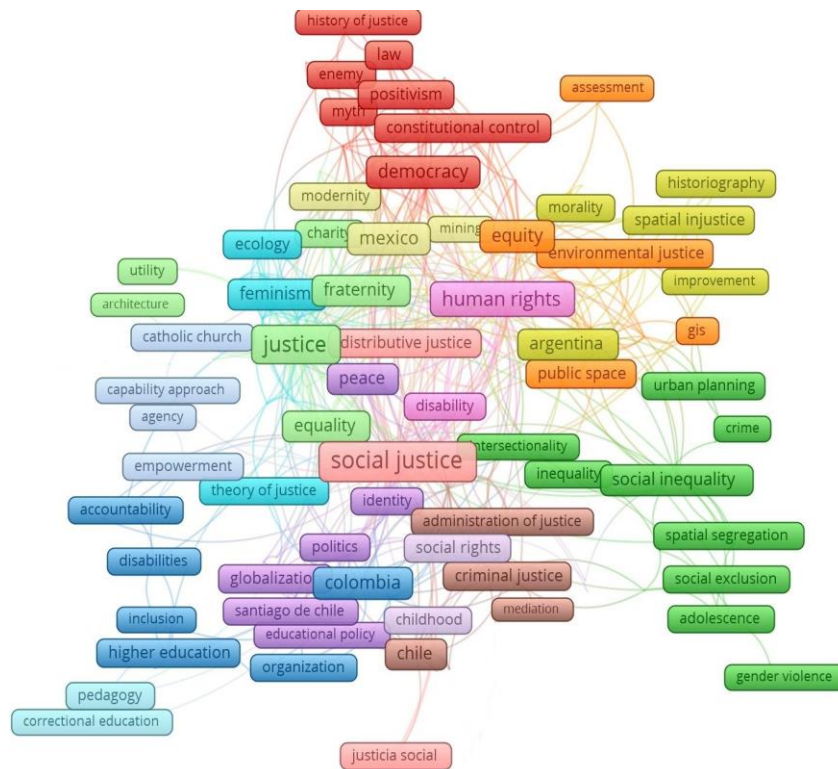 history of justice
law
enemy
positivism
myth
assessment
constitutional control
democracy
modernity
historiography
morality
spatial injustice
charity
mexico
mining
equity
ecology
environmental justice
utility
feminism
fraternity
human rights
improvement
architecture
catholic church
justice
distributive justice
argentina
gis
peace
public space
urban planning
capability approach
disability
agency
equality
crime
intersectionality
empowerment
social justice
inequality
social inequality
theory of justice
identity
accountability
administration of justice
spatial segregation
disabilities
politics
social rights
globalization
colombia
criminal justice
social exclusion
santiago de chile
mediation
inclusion
educational policy
childhood
adolescence
higher education
organization
chile
gender violence
pedagogy
correctional education
justicia social